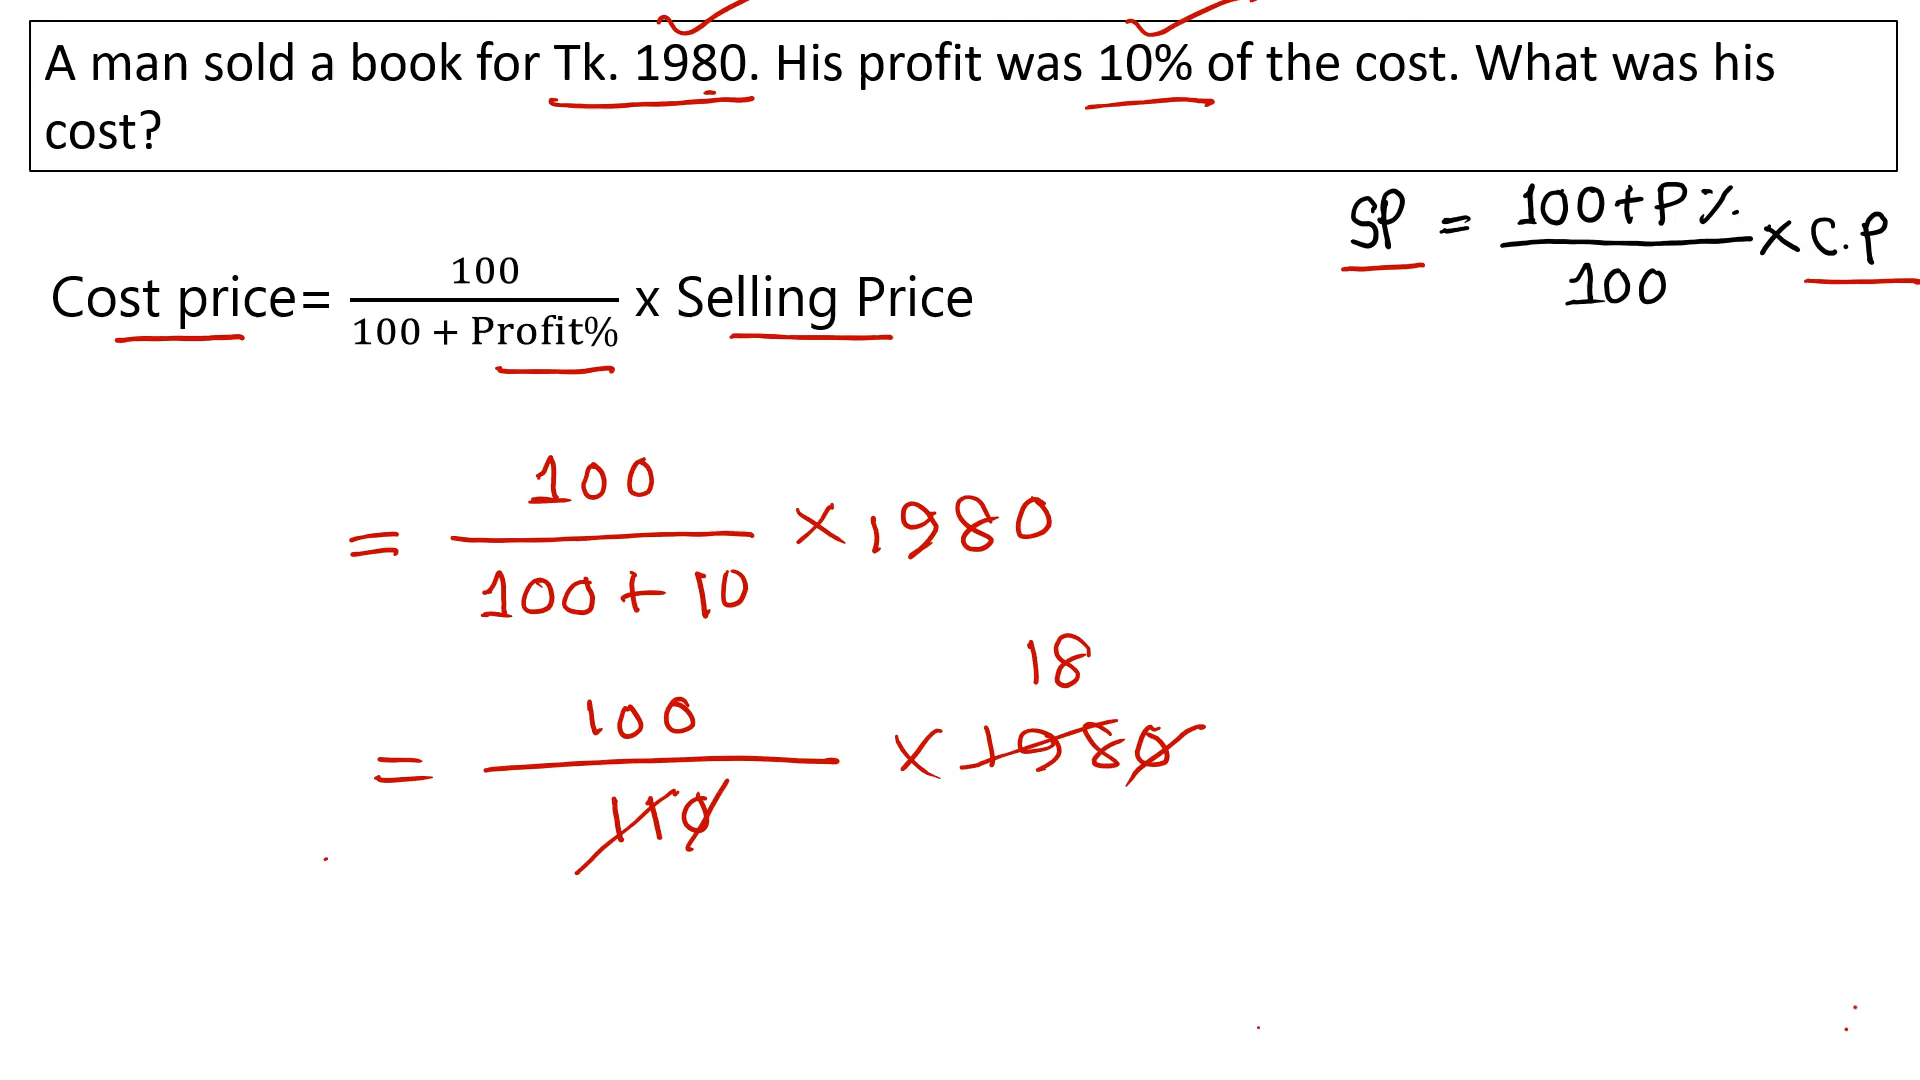 A man sold a book for Tk. 1980. His profit was 10% of the cost. What was his
cost?
SP = 100+P% / 100 × C.P
Cost price= 100 / 100 + Profit% x Selling Price
= 100 / 100+10 ×1980
18
= 100 / 110 ×1980